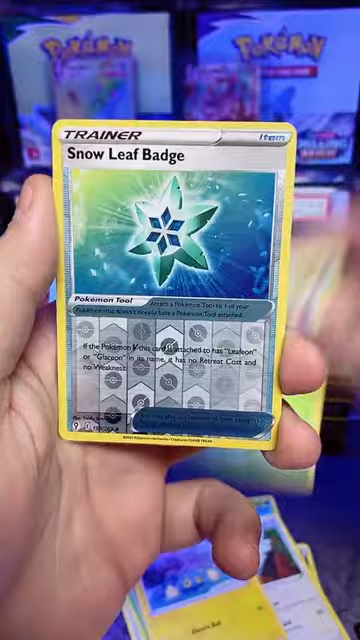 POKÉMON
POKÉMON
TRAINER
Item
Snow Leaf Badge
Pokémon Tool
Attach a Pokémon Tool to 1 of your
Pokémon that doesn't already have a Pokémon Tool attached.
If the Pokémon V this card is attached to has "Leafeon"
or "Glaceon" in its name, it has no Retreat Cost and
no Weakness.
Electro Ball